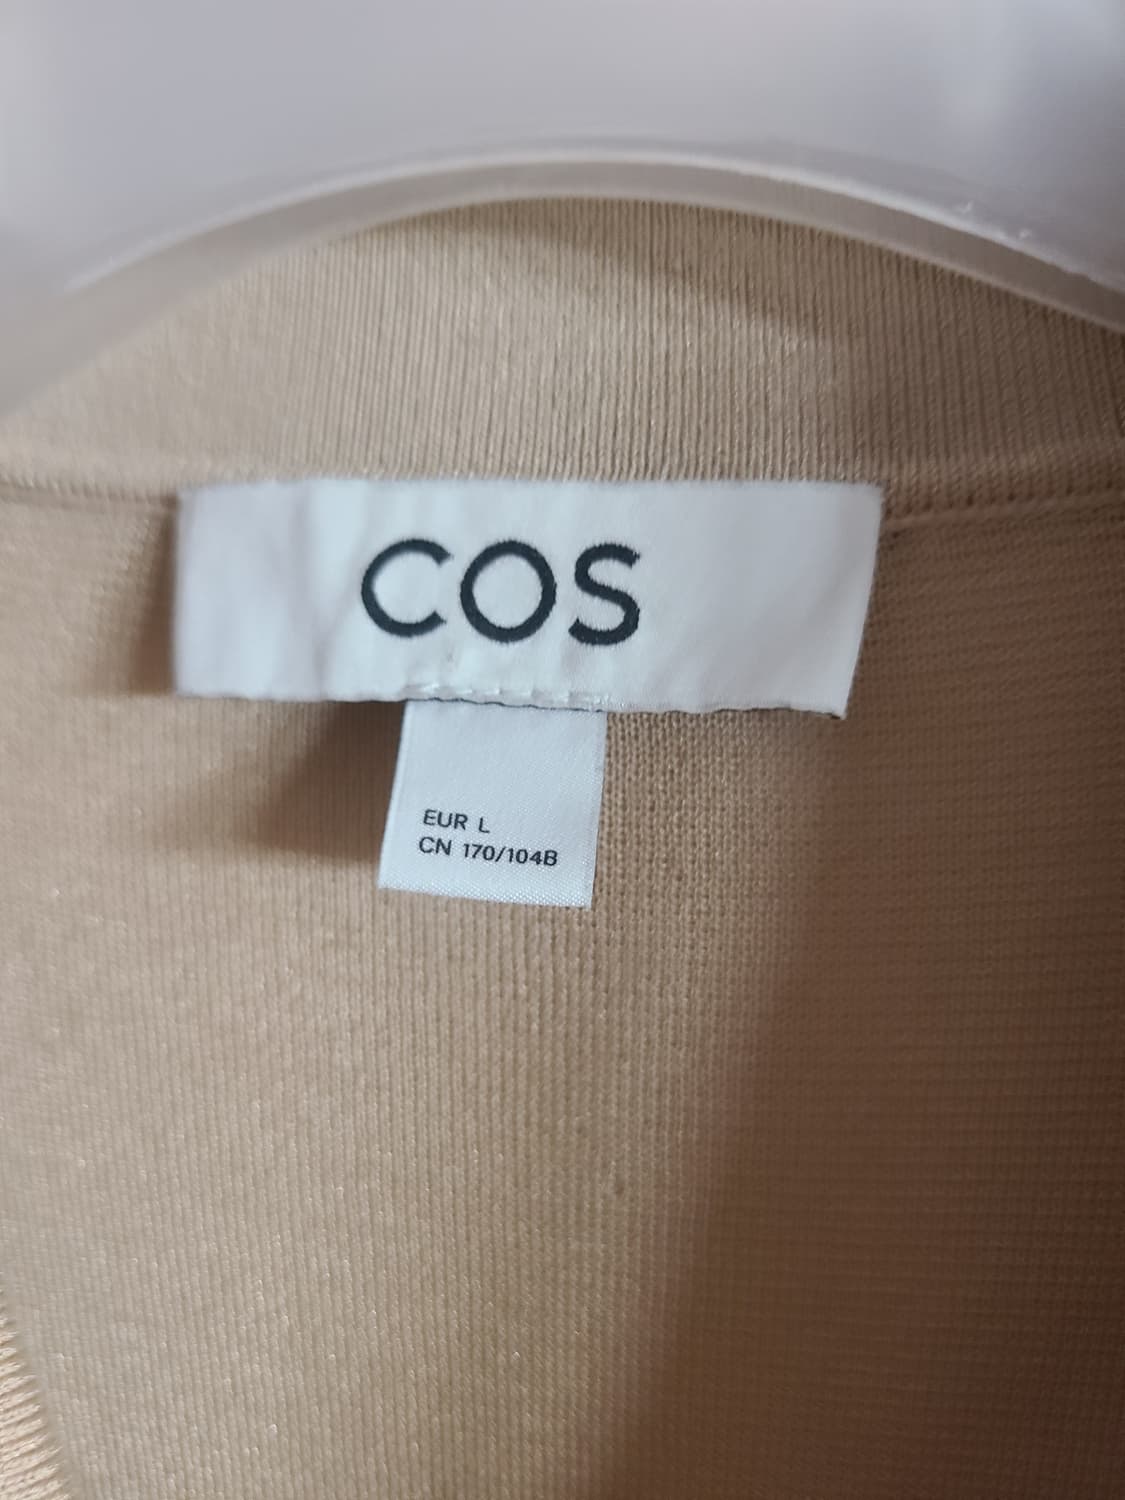 COS
EUR L
CN 170/104B